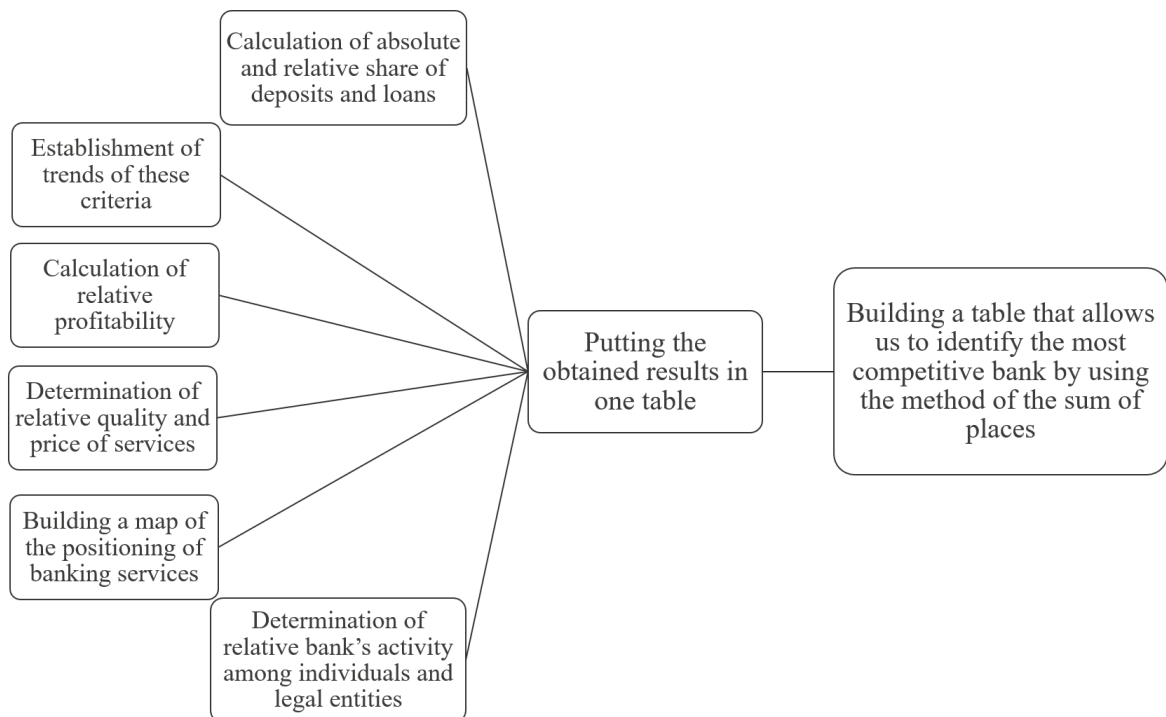 Calculation of absolute
and relative share of
deposits and loans
Establishment of
trends of these
criteria
Calculation of
relative
profitability
Determination of
relative quality and
price of services
Building a map of
the positioning of
banking services
Determination of
relative bank’s activity
among individuals and
legal entities
Putting the
obtained results in
one table
Building a table that allows
us to identify the most
competitive bank by using
the method of the sum of
places